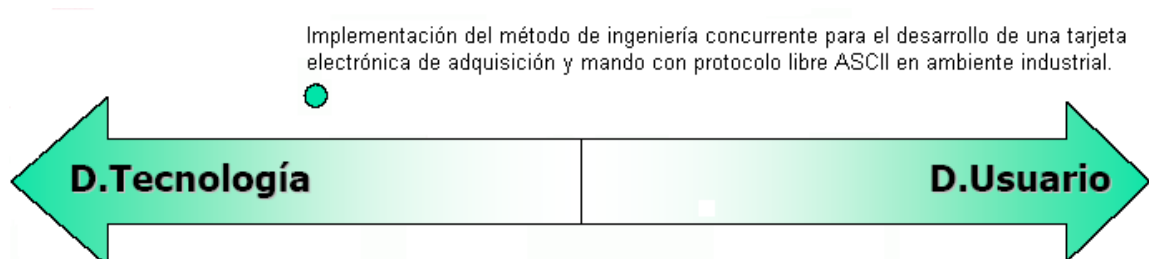 Implementación del método de ingeniería concurrente para el desarrollo de una tarjeta
electrónica de adquisición y mando con protocolo libre ASCII en ambiente industrial.
D.Tecnología
D.Usuario